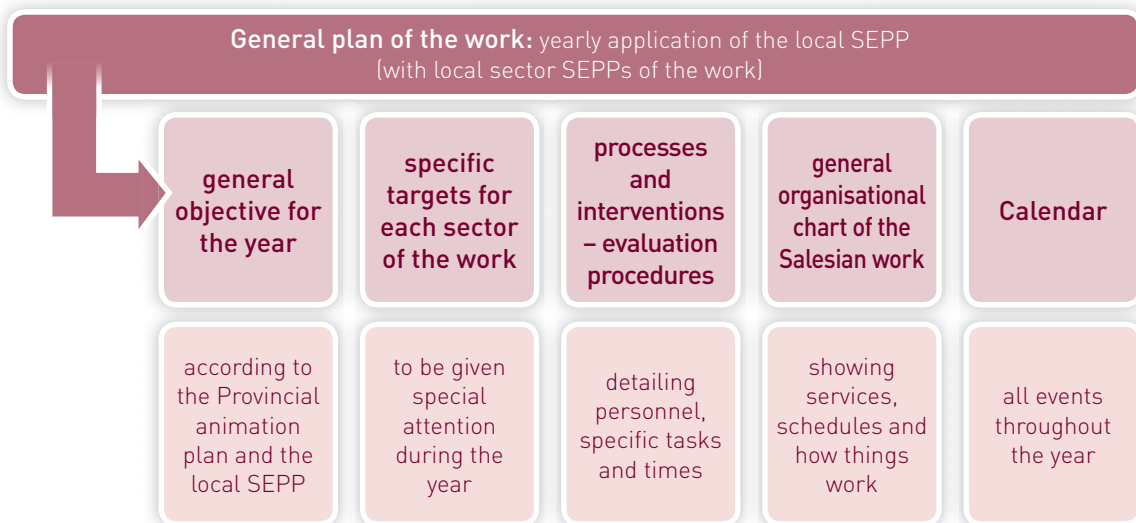 General plan of the work: yearly application of the local SEPP
(with local sector SEPPs of the work)
general
objective for
the year
specific
targets for
each sector
of the work
processes
and
interventions
– evaluation
procedures
general
organisational
chart of the
Salesian work
Calendar
according to
the Provincial
animation
plan and the
local SEPP
to be given
special
attention
during the
year
detailing
personnel,
specific tasks
and times
showing
services,
schedules and
how things
work
all events
throughout
the year